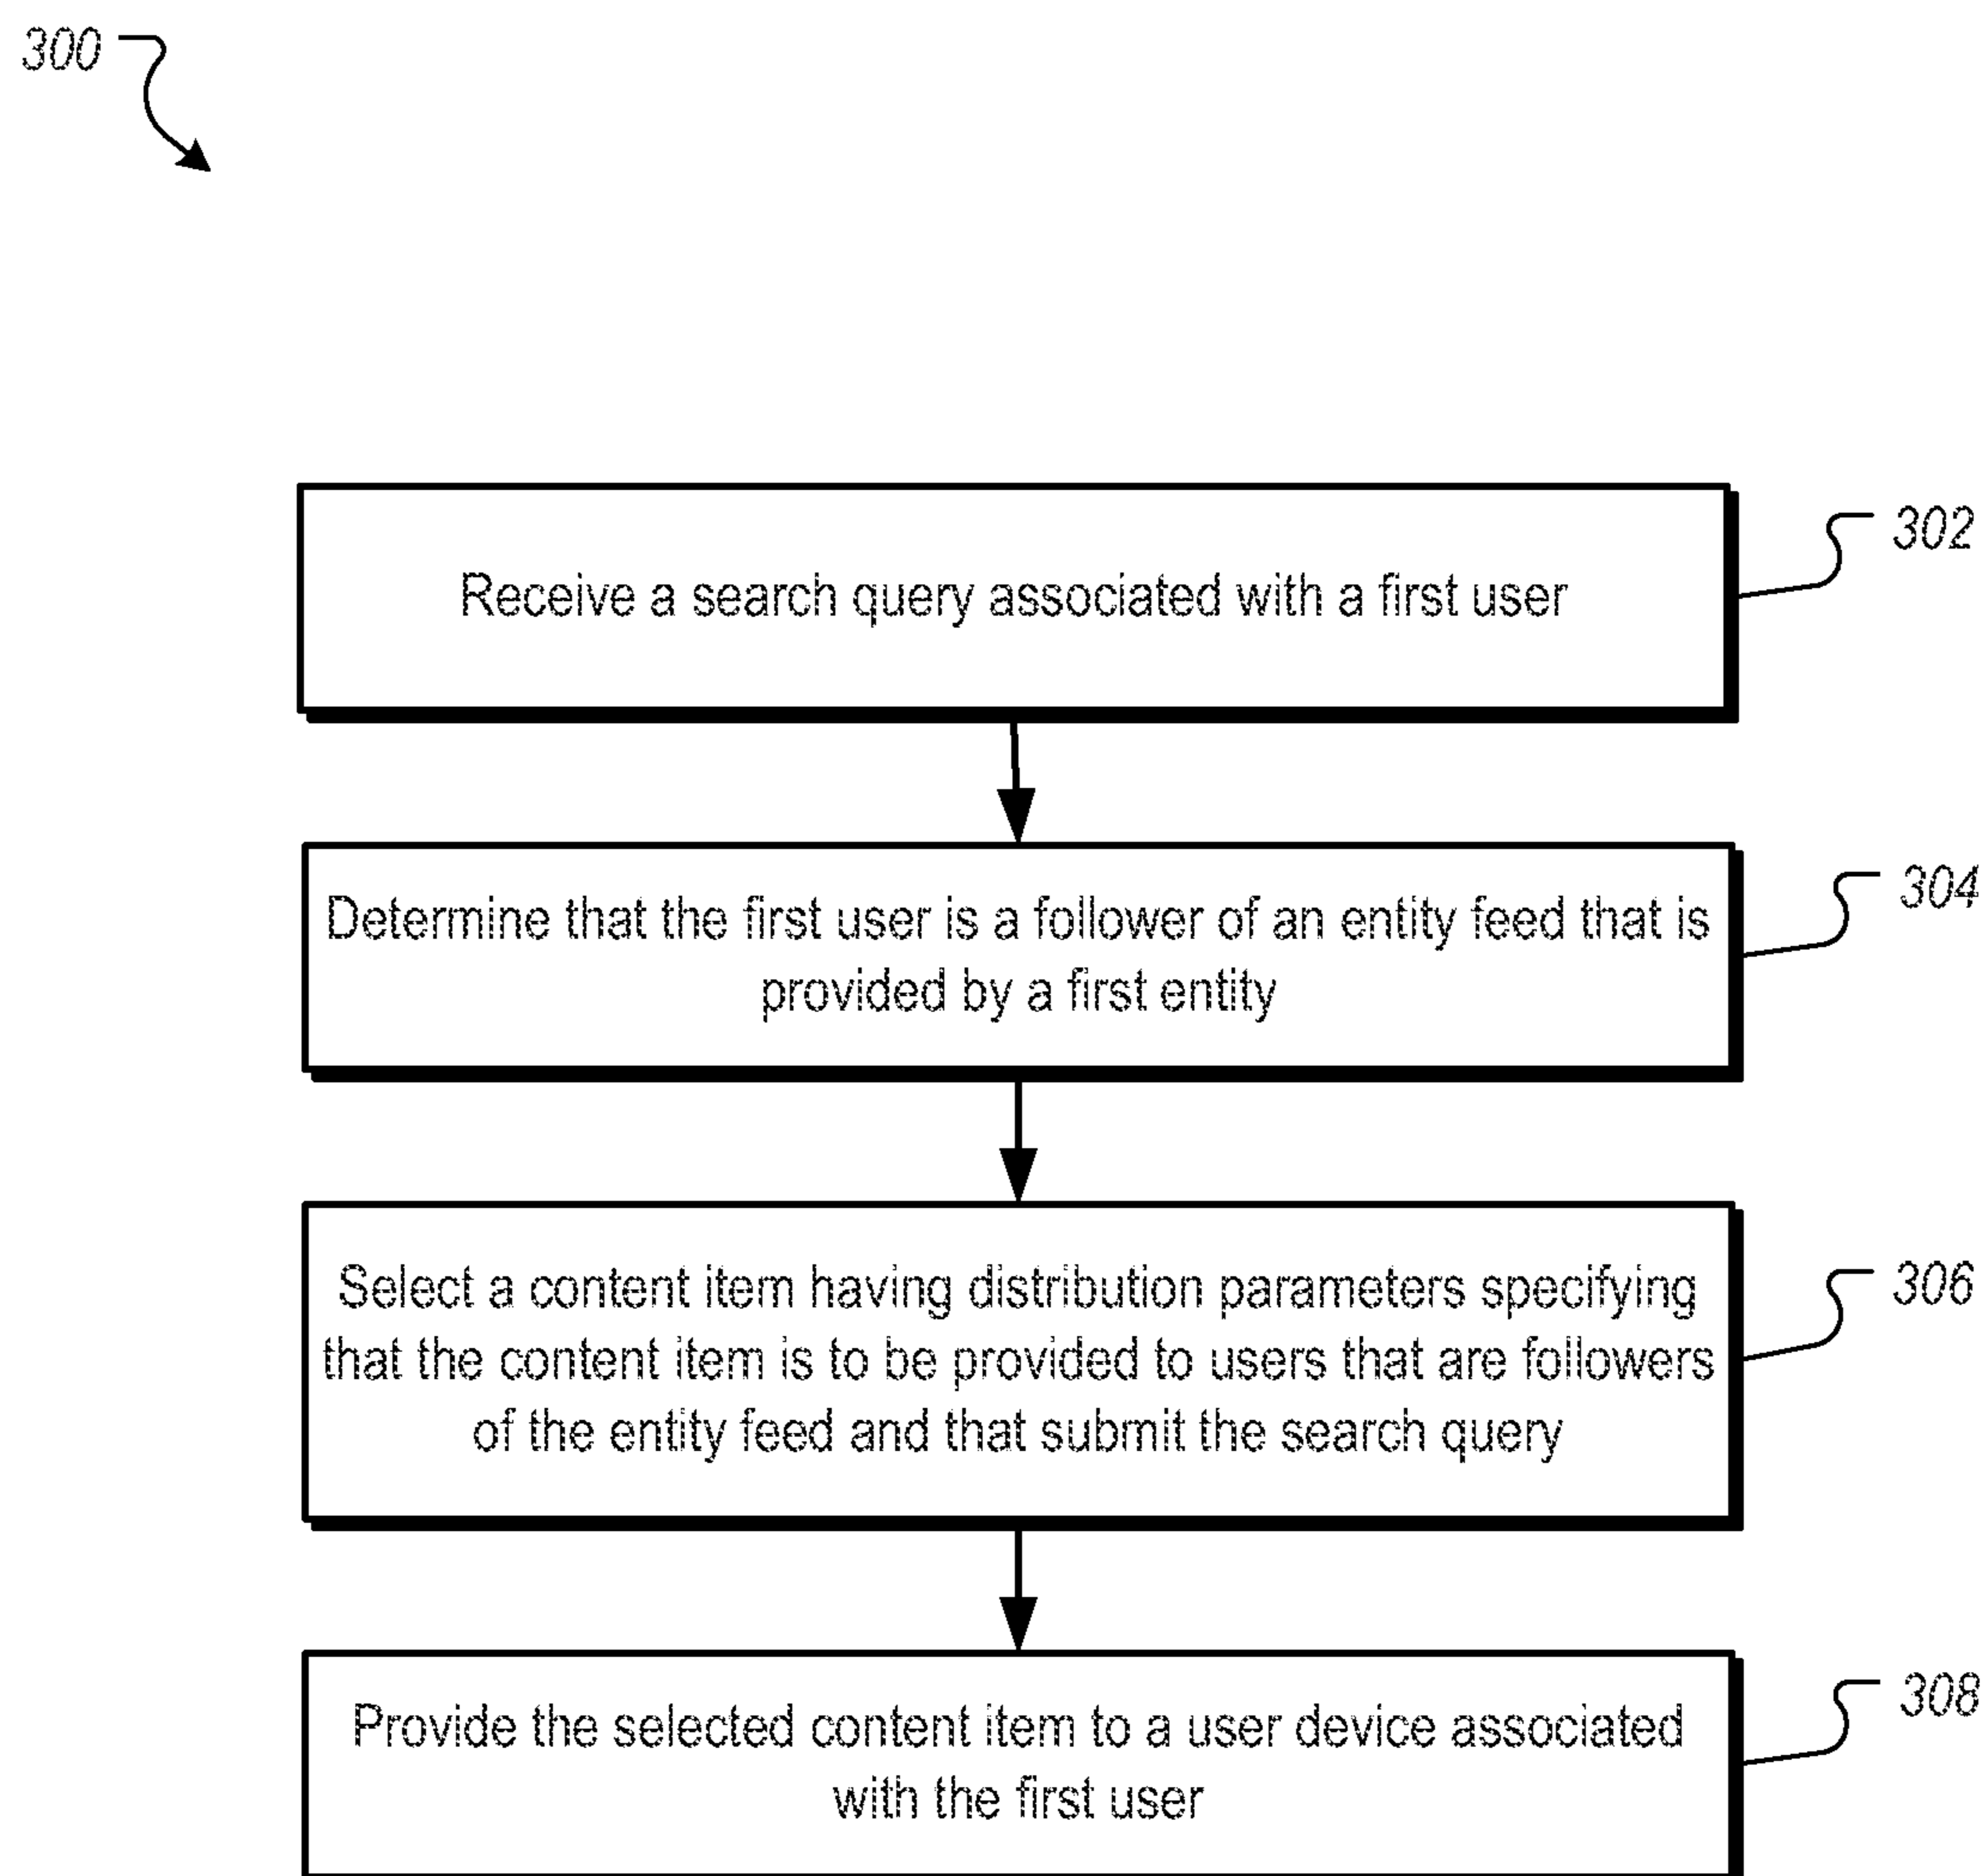 300
Receive a search query associated with a first user
302
Determine that the first user is a follower of an entity feed that is
provided by a first entity
304
Select a content item having distribution parameters specifying
that the content item is to be provided to users that are followers
of the entity feed and that submit the search query
306
Provide the selected content item to a user device associated
with the first user
308